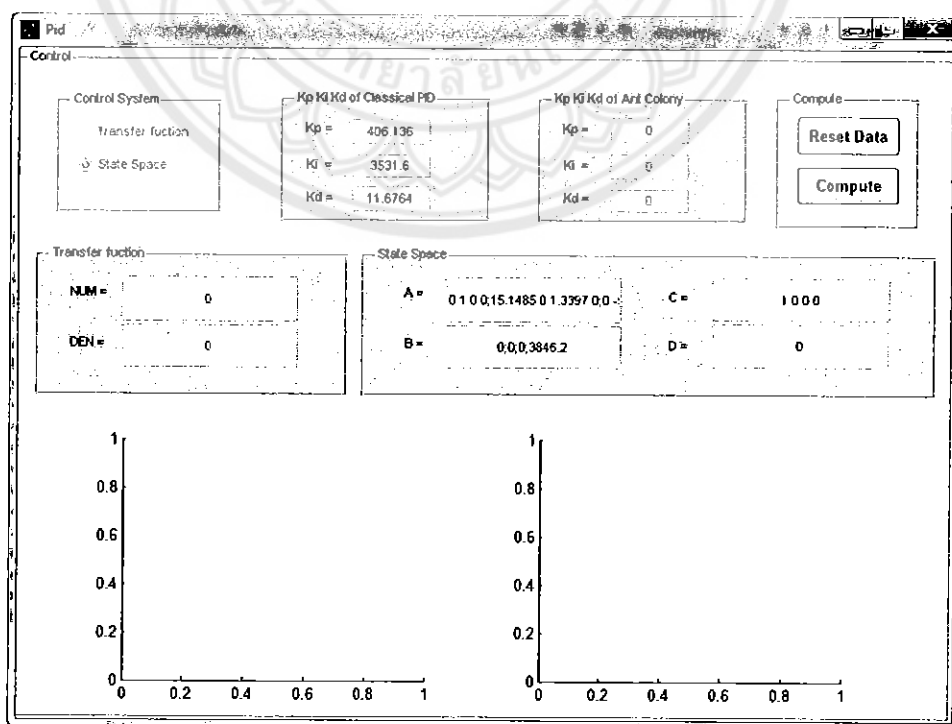 Pid
Control
Control System
Transfer fuction
State Space
Kp Ki Kd of Classical PID
Kp = 406.136
Ki = 3531.6
Kd = 11.6764
Kp Ki Kd of Ant Colony
Kp = 0
Ki = 0
Kd = 0
Compute
Reset Data
Compute
Transfer fuction
NUM = 0
DEN = 0
State Space
A = 0 1 0 0;15.1485 0 1.3397 0;0 -
B = 0;0;0;3846.2
C = 1 0 0 0
D = 0
1
0.8
0.6
0.4
0.2
0
0 0.2 0.4 0.6 0.8 1
1
0.8
0.6
0.4
0.2
0
0 0.2 0.4 0.6 0.8 1